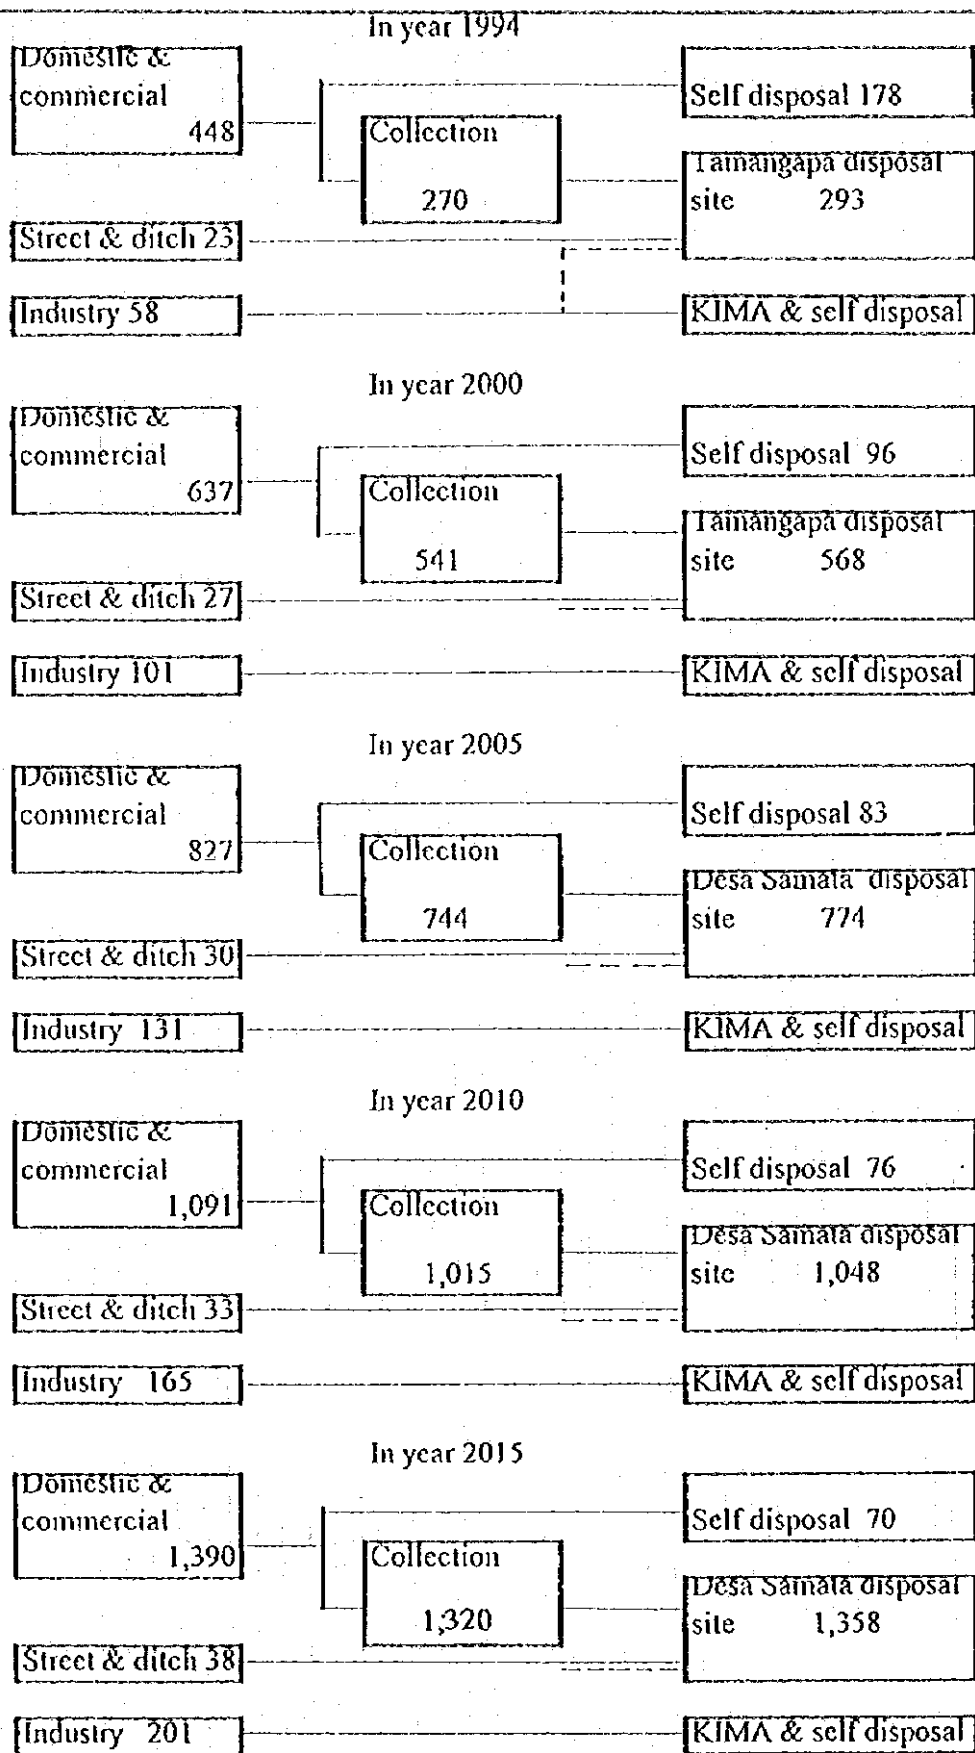 In year 1994
Domestic &
commercial
448
Self disposal 178
Collection
270
Tamangapa disposal
site 293
Street & ditch 23
Industry 58
KIMA & self disposal
In year 2000
Domestic &
commercial
637
Self disposal 96
Collection
541
Tamangapa disposal
site 568
Street & ditch 27
Industry 101
KIMA & self disposal
In year 2005
Domestic &
commercial
827
Self disposal 83
Collection
744
Desa Samata disposal
site 774
Street & ditch 30
Industry 131
KIMA & self disposal
In year 2010
Domestic &
commercial
1,091
Self disposal 76
Collection
1,015
Desa Samata disposal
site 1,048
Street & ditch 33
Industry 165
KIMA & self disposal
In year 2015
Domestic &
commercial
1,390
Self disposal 70
Collection
1,320
Desa Samata disposal
site 1,358
Street & ditch 38
Industry 201
KIMA & self disposal